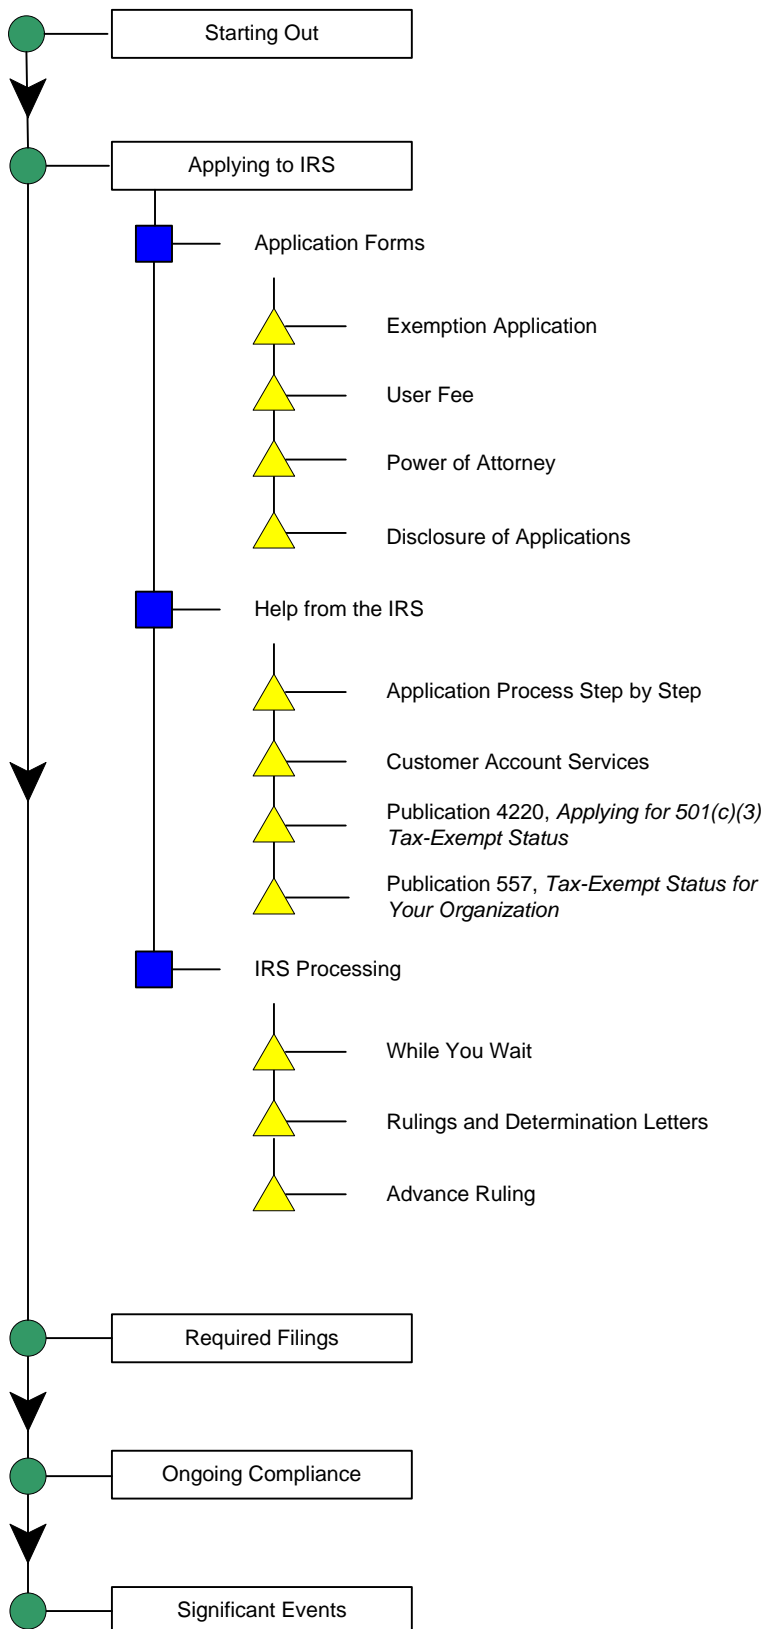 Starting Out
Applying to IRS
Application Forms
Exemption Application
User Fee
Power of Attorney
Disclosure of Applications
Help from the IRS
Application Process Step by Step
Customer Account Services
Publication 4220, Applying for 501(c)(3)
Tax-Exempt Status
Publication 557, Tax-Exempt Status for
Your Organization
IRS Processing
While You Wait
Rulings and Determination Letters
Advance Ruling
Required Filings
Ongoing Compliance
Significant Events